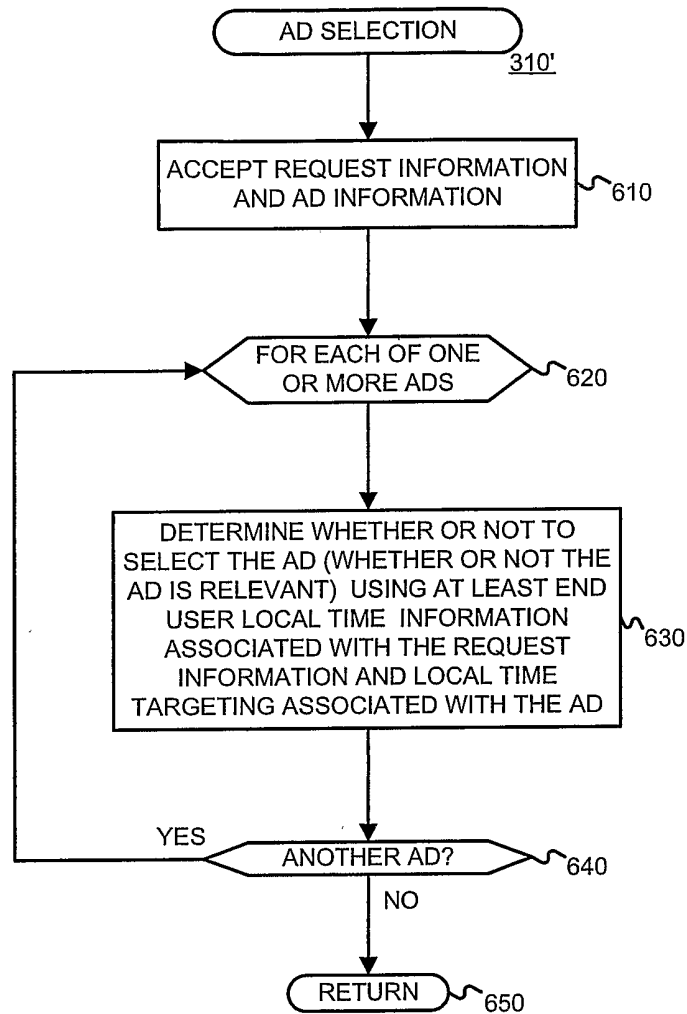 AD SELECTION
310'
ACCEPT REQUEST INFORMATION
AND AD INFORMATION
610
FOR EACH OF ONE
OR MORE ADS
620
DETERMINE WHETHER OR NOT TO
SELECT THE AD (WHETHER OR NOT THE
AD IS RELEVANT) USING AT LEAST END
USER LOCAL TIME INFORMATION
ASSOCIATED WITH THE REQUEST
INFORMATION AND LOCAL TIME
TARGETING ASSOCIATED WITH THE AD
630
YES
ANOTHER AD?
640
NO
RETURN
650